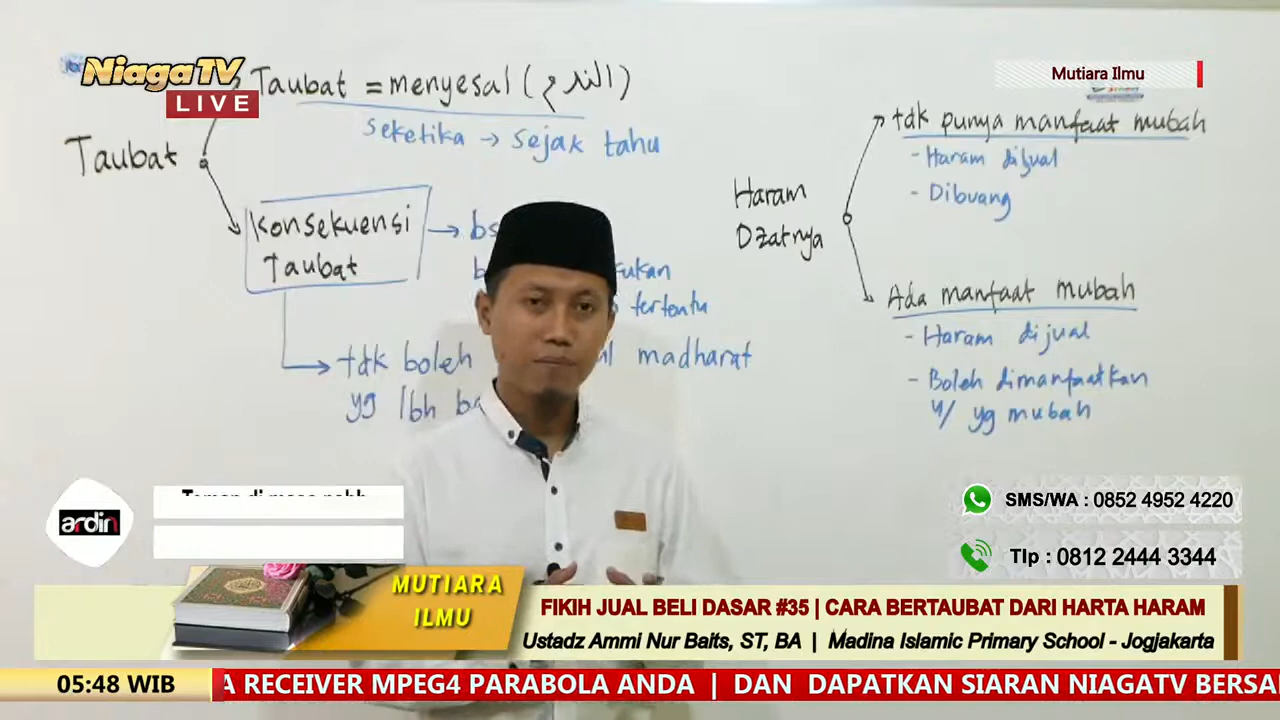 NiagaTV
LIVE
Mutiara Ilmu
Taubat = menyesal (الندم)
seketika → sejak tahu
Taubat
Konsekuensi
Taubat
tertentu
tdk boleh
madharat
yg lbh
Haram
Dzatnya
tdk punya manfaat mubah
- Haram dijual
- Dibuang
Ada manfaat mubah
- Haram dijual
- Boleh dimanfaatkan
u/ yg mubah
ardin
SMS/WA : 0852 4952 4220
Tlp : 0812 2444 3344
MUTIARA
ILMU
FIKIH JUAL BELI DASAR #35 | CARA BERTAUBAT DARI HARTA HARAM
Ustadz Ammi Nur Baits, ST, BA | Madina Islamic Primary School - Jogjakarta
05:48 WIB
A RECEIVER MPEG4 PARABOLA ANDA | DAN DAPATKAN SIARAN NIAGATV